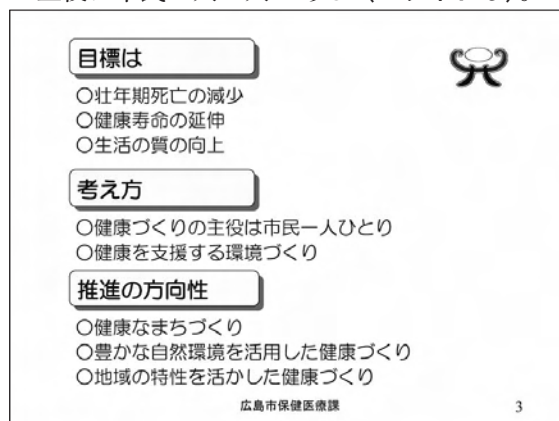 目標は
○壮年期死亡の減少
○健康寿命の延伸
○生活の質の向上
考え方
○健康づくりの主役は市民一人ひとり
○健康を支援する環境づくり
推進の方向性
○健康なまちづくり
○豊かな自然環境を活用した健康づくり
○地域の特性を活かした健康づくり
広島市保健医療課
3